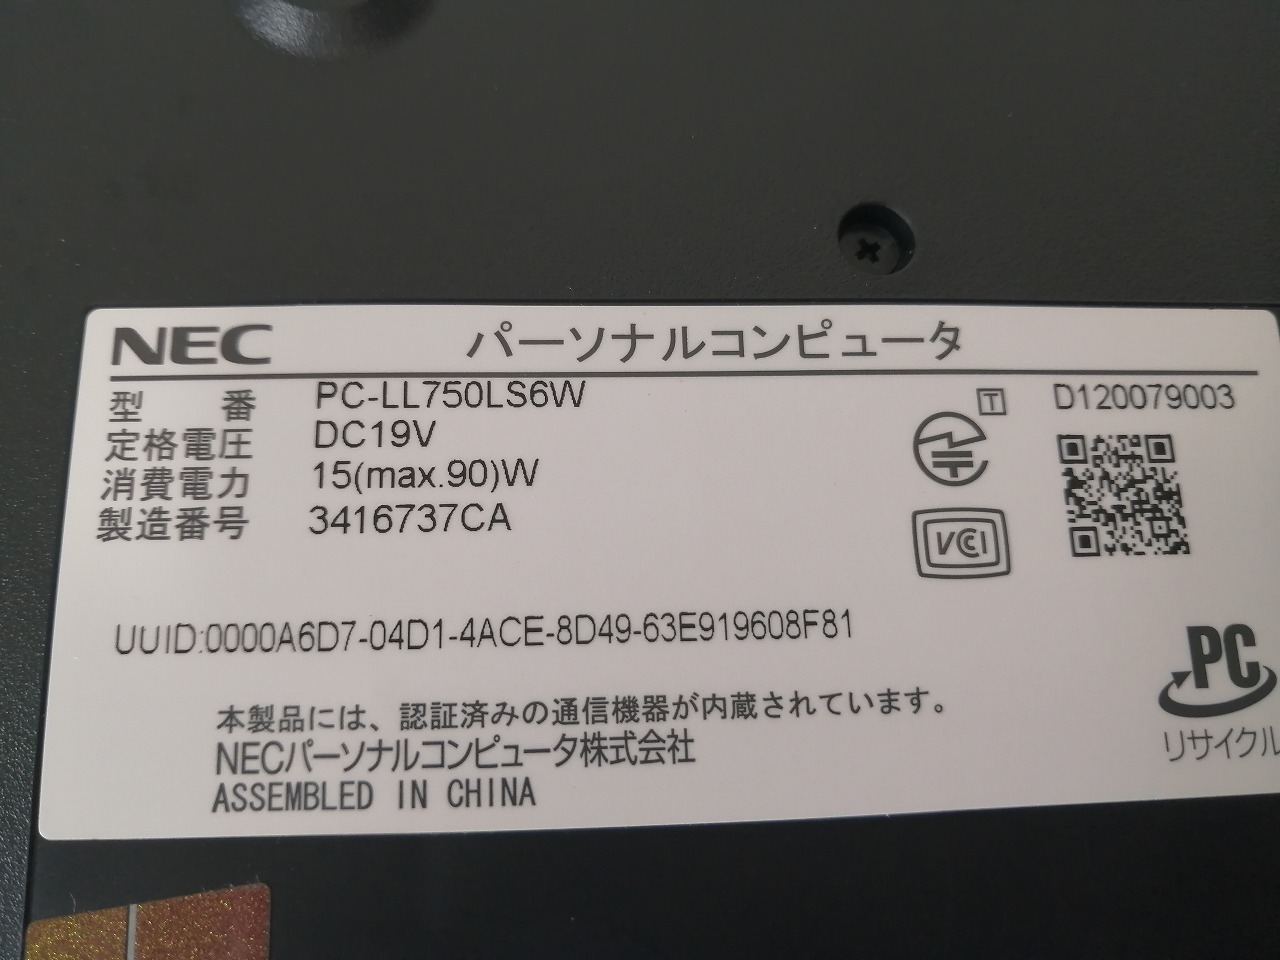 NEC パーソナルコンピュータ
型番 PC-LL750LS6W
定格電圧 DC19V
消費電力 15(max.90)W
製造番号 3416737CA
T D120079003
VCCI
UUID:0000A6D7-04D1-4ACE-8D49-63E919608F81
PC
リサイクル
本製品には、認証済みの通信機器が内蔵されています。
NECパーソナルコンピュータ株式会社
ASSEMBLED IN CHINA